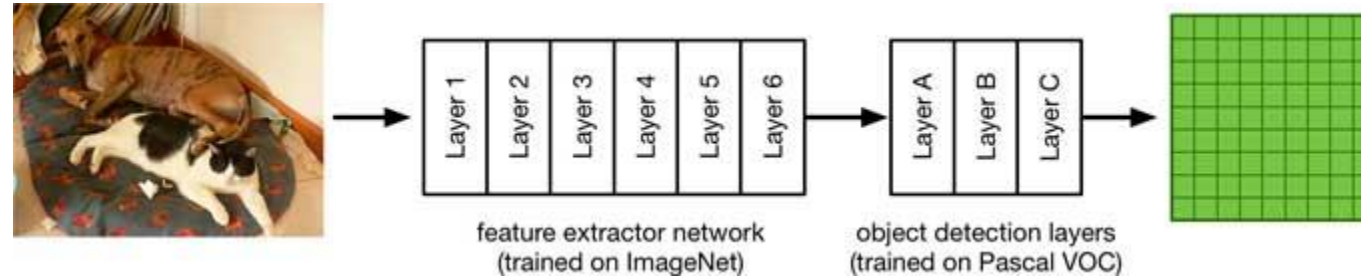 Layer 1
Layer 2
Layer 3
Layer 4
Layer 5
Layer 6
Layer A
Layer B
Layer C
feature extractor network
(trained on ImageNet)
object detection layers
(trained on Pascal VOC)